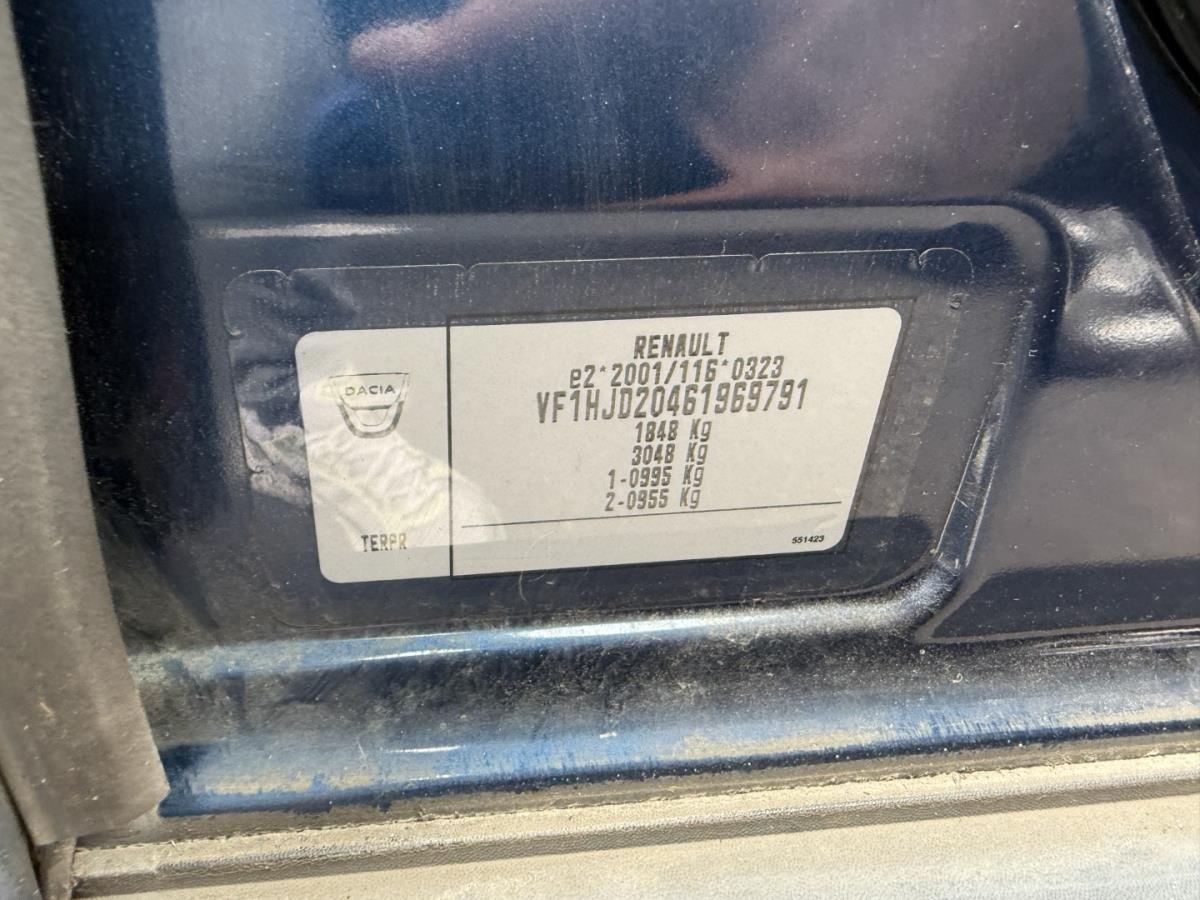 DACIA
TERPR
RENAULT
e2*2001/116*0323
VF1HJD20461969791
1848 Kg
3048 Kg
1-0995 Kg
2-0955 Kg
551423